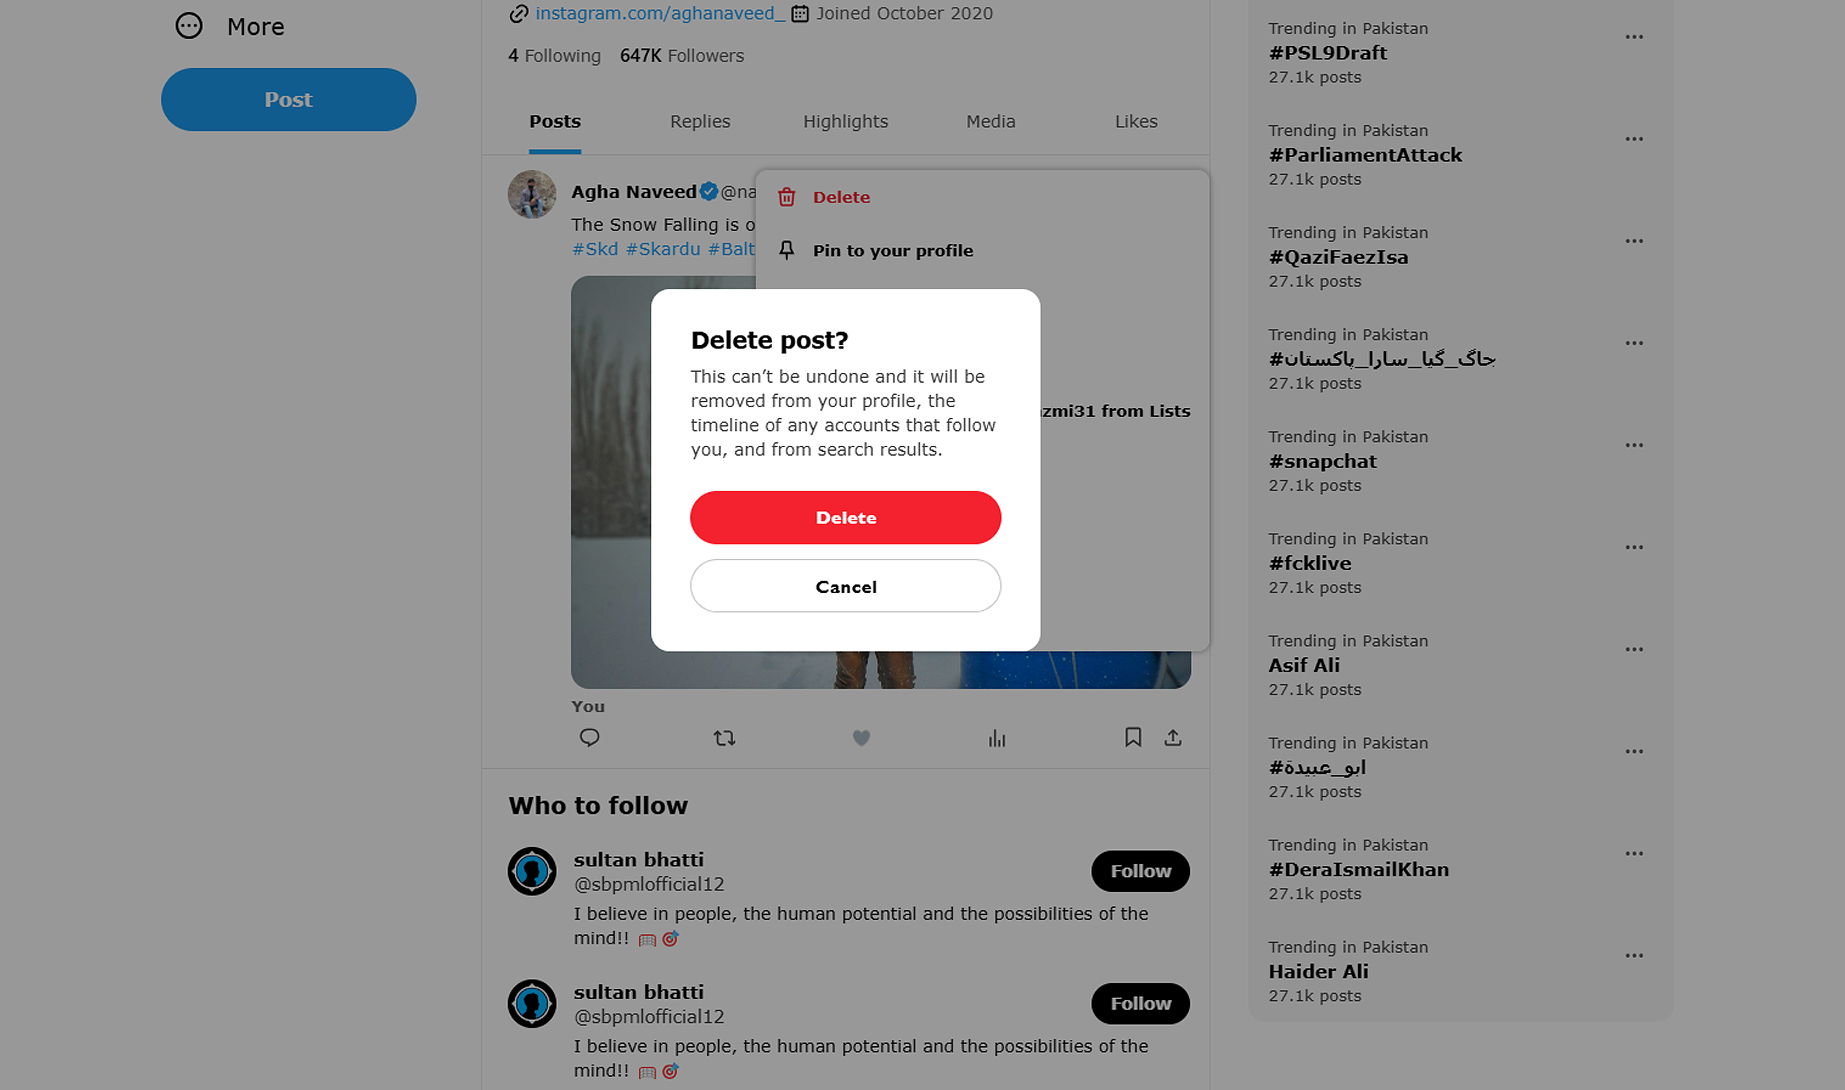 More
Post
instagram.com/aghanaveed_ Joined October 2020
4 Following 647K Followers
Posts Replies Highlights Media Likes
Agha Naveed @na
The Snow Falling is o
#Skd #Skardu #Balt
Delete
Pin to your profile
azmi31 from Lists
Delete post?
This can’t be undone and it will be
removed from your profile, the
timeline of any accounts that follow
you, and from search results.
Delete
Cancel
You
Who to follow
sultan bhatti
@sbpmlofficial12
Follow
I believe in people, the human potential and the possibilities of the
mind!!
sultan bhatti
@sbpmlofficial12
Follow
I believe in people, the human potential and the possibilities of the
mind!!
Trending in Pakistan
#PSL9Draft
27.1k posts
Trending in Pakistan
#ParliamentAttack
27.1k posts
Trending in Pakistan
#QaziFaezIsa
27.1k posts
Trending in Pakistan
#جاگ_گیا_سارا_پاکستان
27.1k posts
Trending in Pakistan
#snapchat
27.1k posts
Trending in Pakistan
#fcklive
27.1k posts
Trending in Pakistan
Asif Ali
27.1k posts
Trending in Pakistan
#ابو_عبيدة
27.1k posts
Trending in Pakistan
#DeraIsmailKhan
27.1k posts
Trending in Pakistan
Haider Ali
27.1k posts